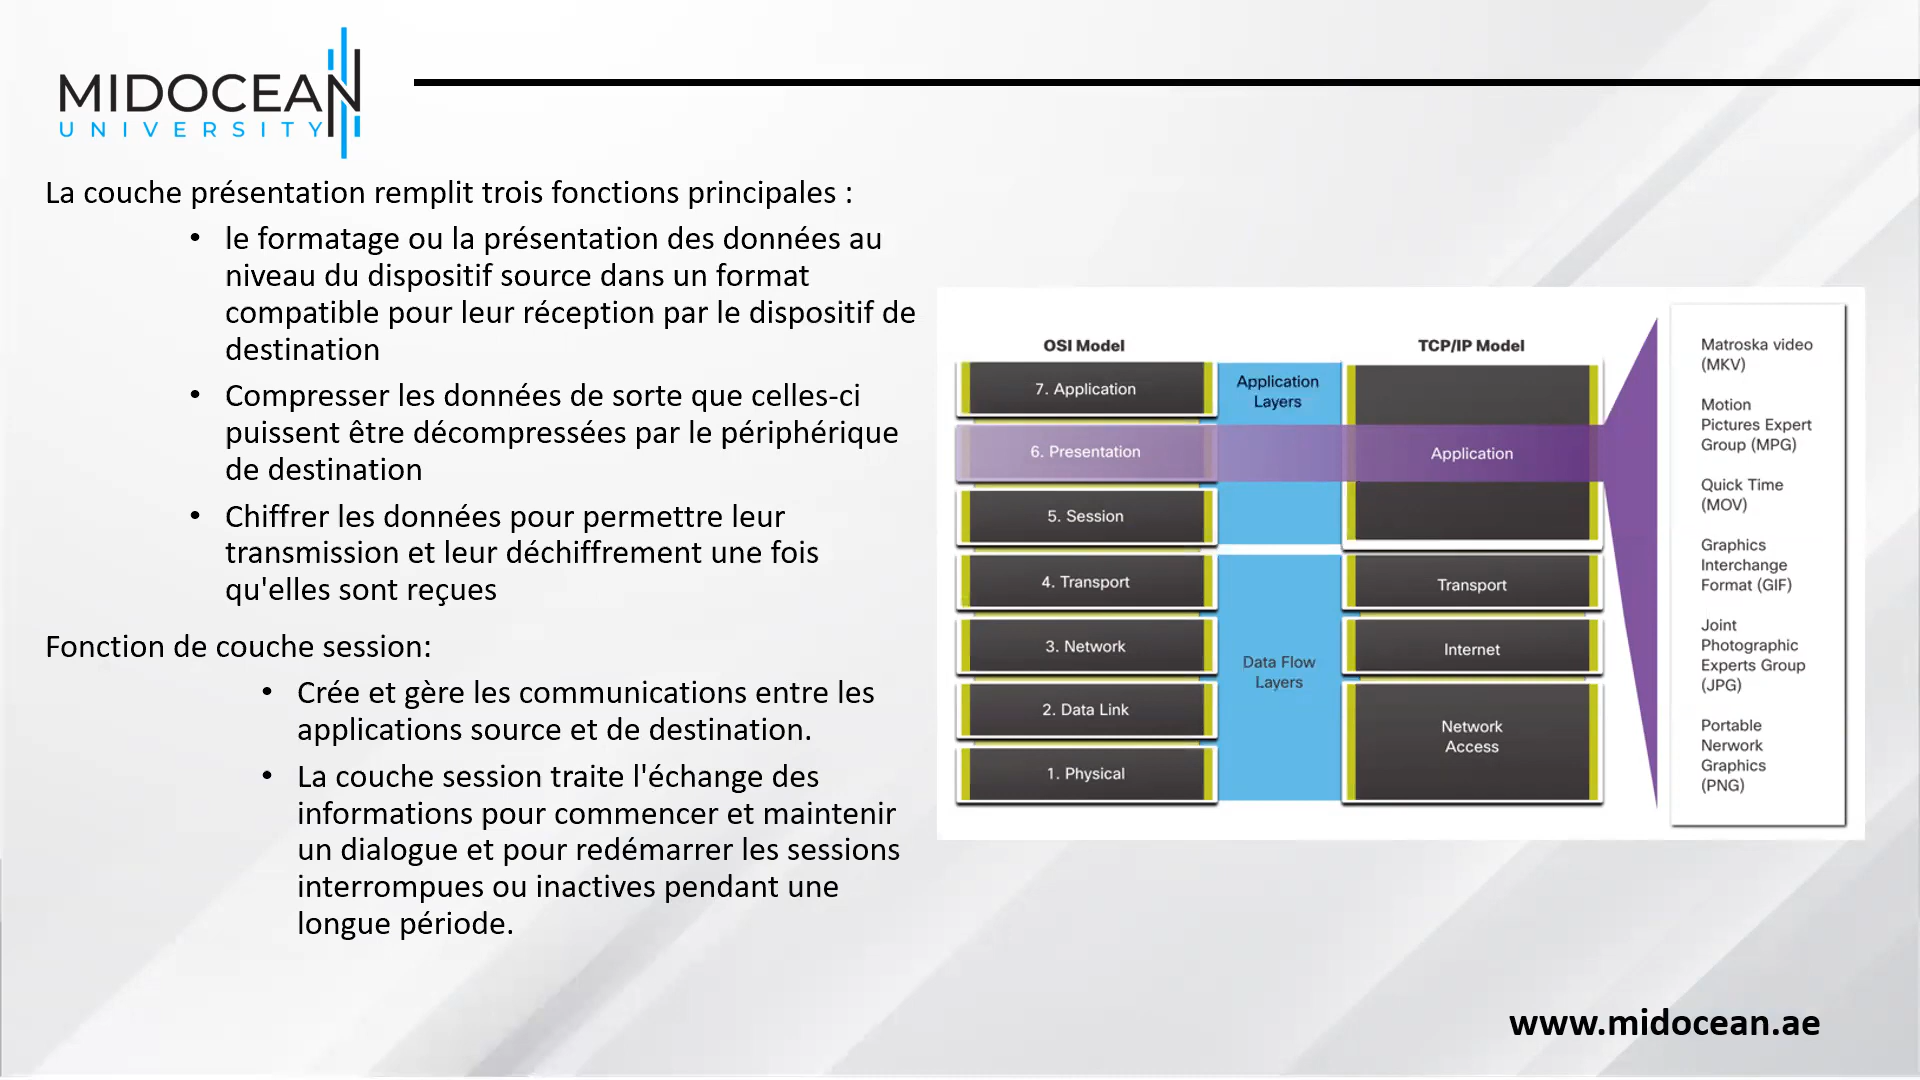 MIDOCEAN
UNIVERSITY
La couche présentation remplit trois fonctions principales :
• le formatage ou la présentation des données au
niveau du dispositif source dans un format
compatible pour leur réception par le dispositif de
destination
• Compresser les données de sorte que celles-ci
puissent être décompressées par le périphérique
de destination
• Chiffrer les données pour permettre leur
transmission et leur déchiffrement une fois
qu'elles sont reçues
Fonction de couche session:
• Crée et gère les communications entre les
applications source et de destination.
• La couche session traite l'échange des
informations pour commencer et maintenir
un dialogue et pour redémarrer les sessions
interrompues ou inactives pendant une
longue période.
OSI Model
7. Application
6. Presentation
5. Session
4. Transport
3. Network
2. Data Link
1. Physical
Application
Layers
Data Flow
Layers
TCP/IP Model
Application
Transport
Internet
Network
Access
Matroska video
(MKV)
Motion
Pictures Expert
Group (MPG)
Quick Time
(MOV)
Graphics
Interchange
Format (GIF)
Joint
Photographic
Experts Group
(JPG)
Portable
Nerwork
Graphics
(PNG)
www.midocean.ae